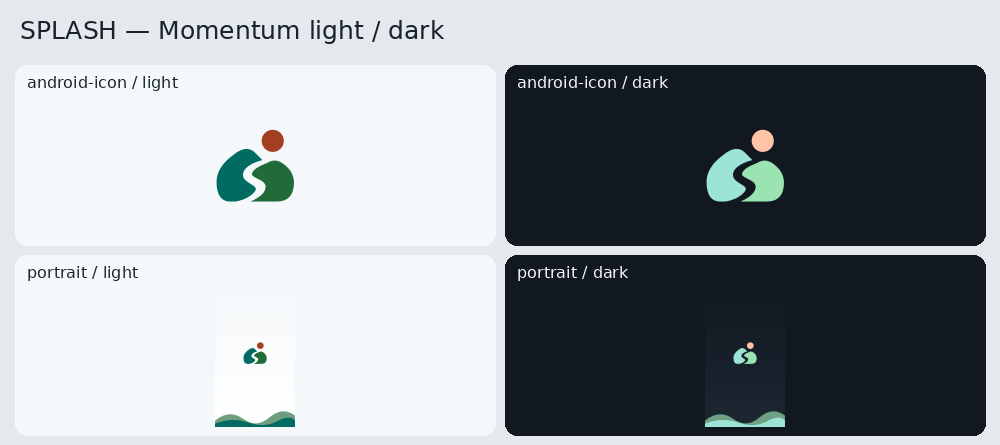 SPLASH — Momentum light / dark
android-icon / light
android-icon / dark
portrait / light
portrait / dark